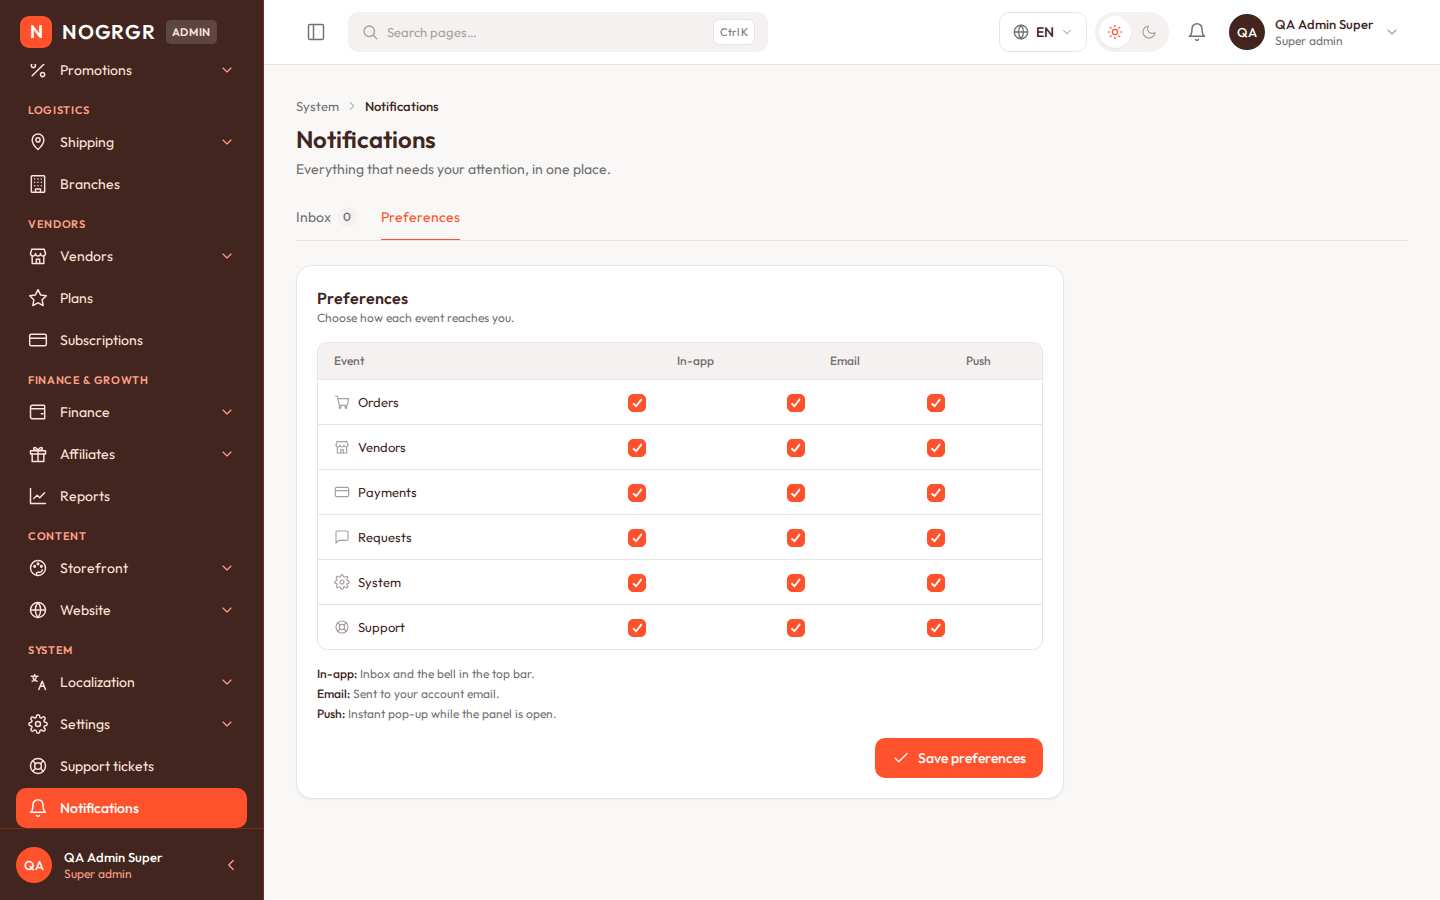 N NOGRGR ADMIN
Promotions
LOGISTICS
Shipping
Branches
VENDORS
Vendors
Plans
Subscriptions
FINANCE & GROWTH
Finance
Affiliates
Reports
CONTENT
Storefront
Website
SYSTEM
Localization
Settings
Support tickets
Notifications
QA QA Admin Super
Super admin
Search pages... Ctrl K
EN
QA QA Admin Super
Super admin
System Notifications
Notifications
Everything that needs your attention, in one place.
Inbox 0 Preferences
Preferences
Choose how each event reaches you.
Event In-app Email Push
Orders
Vendors
Payments
Requests
System
Support
In-app: Inbox and the bell in the top bar.
Email: Sent to your account email.
Push: Instant pop-up while the panel is open.
Save preferences